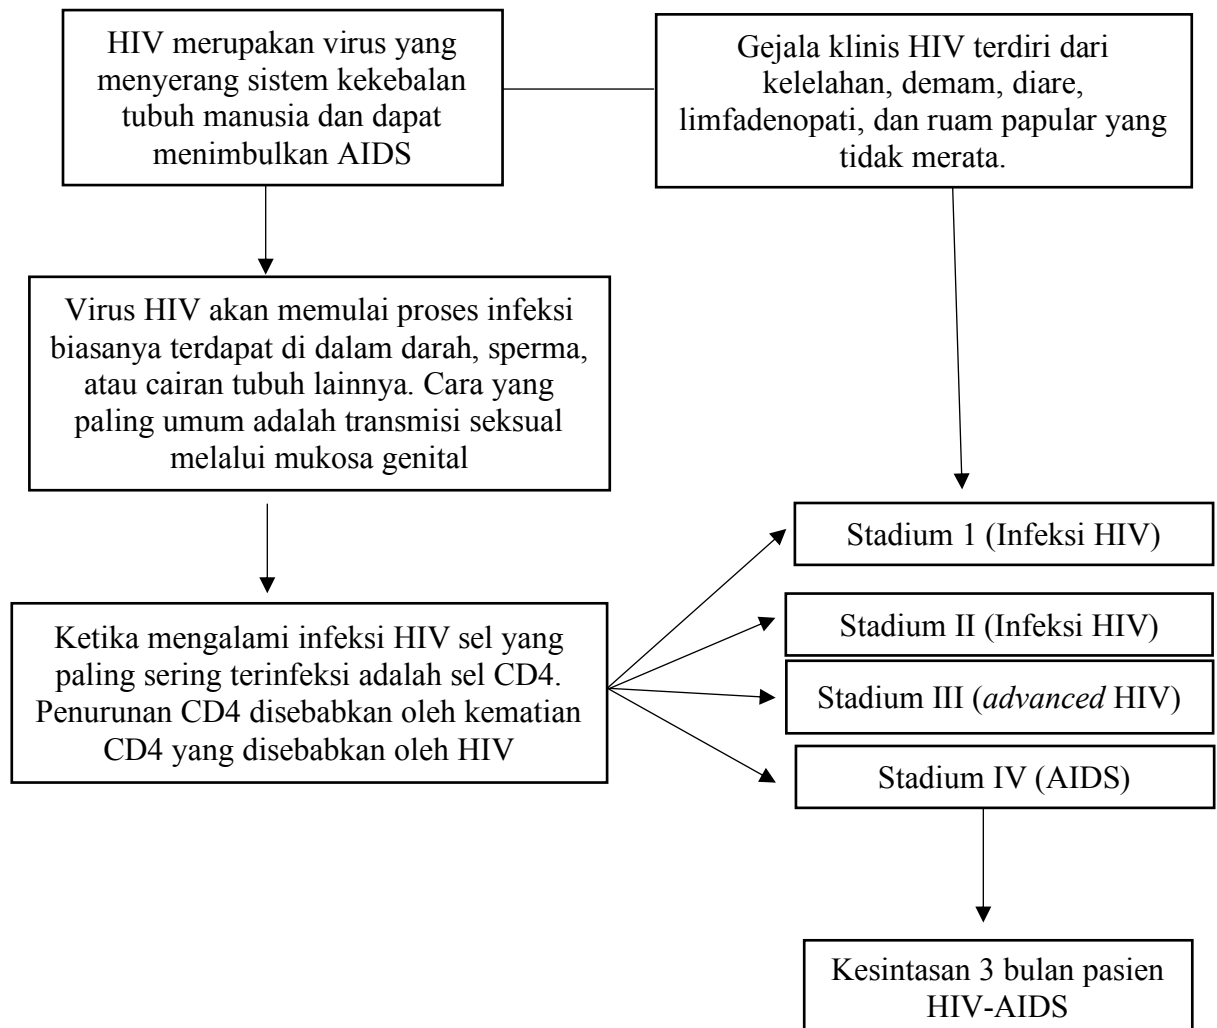 HIV merupakan virus yang
menyerang sistem kekebalan
tubuh manusia dan dapat
menimbulkan AIDS
Gejala klinis HIV terdiri dari
kelelahan, demam, diare,
limfadenopati, dan ruam papular yang
tidak merata.
Virus HIV akan memulai proses infeksi
biasanya terdapat di dalam darah, sperma,
atau cairan tubuh lainnya. Cara yang
paling umum adalah transmisi seksual
melalui mukosa genital
Ketika mengalami infeksi HIV sel yang
paling sering terinfeksi adalah sel CD4.
Penurunan CD4 disebabkan oleh kematian
CD4 yang disebabkan oleh HIV
Stadium 1 (Infeksi HIV)
Stadium II (Infeksi HIV)
Stadium III (advanced HIV)
Stadium IV (AIDS)
Kesintasan 3 bulan pasien
HIV-AIDS